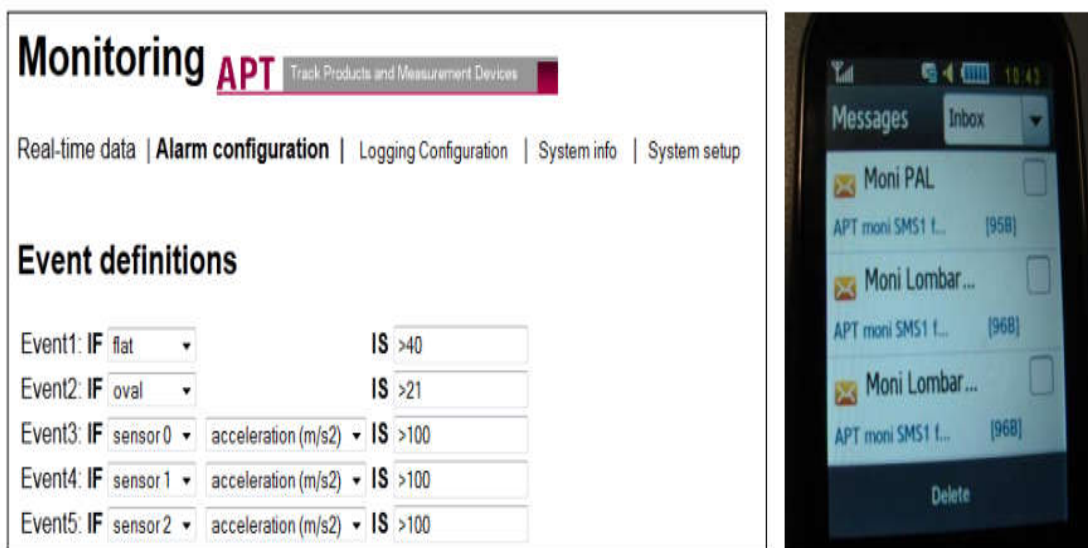 Monitoring APT Track Products and Measurement Devices
Real-time data | Alarm configuration | Logging Configuration | System info | System setup
Event definitions
Event1: IF flat IS >40
Event2: IF oval IS >21
Event3: IF sensor 0 acceleration (m/s2) IS >100
Event4: IF sensor 1 acceleration (m/s2) IS >100
Event5: IF sensor 2 acceleration (m/s2) IS >100
10:43
Messages Inbox
Moni PAL
APT moni SMS1 f... [95B]
Moni Lombar...
APT moni SMS1 f... [96B]
Moni Lombar...
APT moni SMS1 f... [96B]
Delete